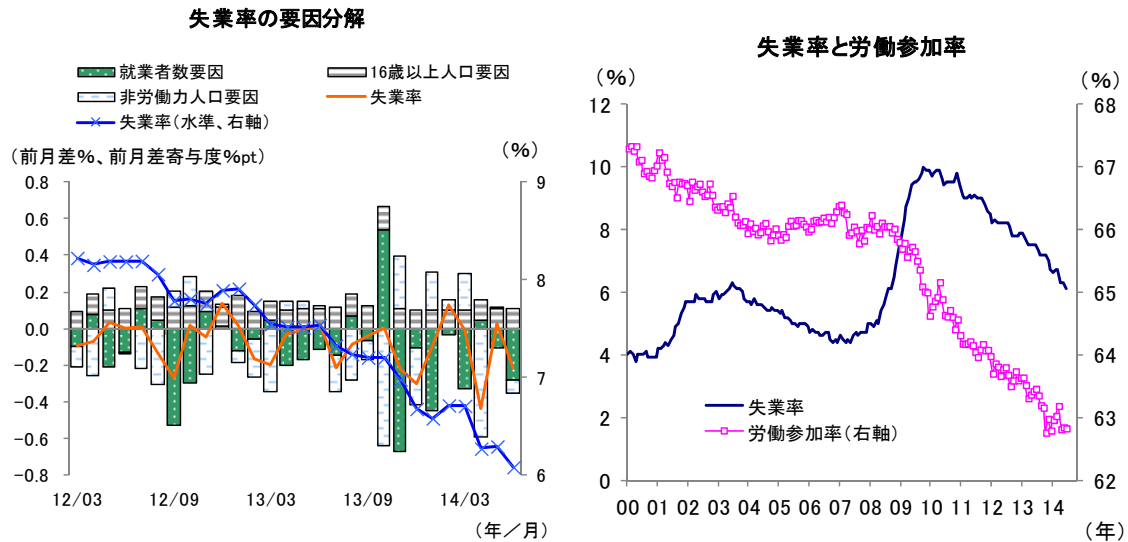 失業率の要因分解
就業者数要因
16歳以上人口要因
非労働力人口要因
失業率
失業率(水準、右軸)
(前月差%、前月差寄与度%pt)
(%)
0.8
0.6
0.4
0.2
0.0
-0.2
-0.4
-0.6
-0.8
9
8
7
6
12/03 12/09 13/03 13/09 14/03
(年/月)
失業率と労働参加率
(%)
(%)
12
10
8
6
4
2
0
68
67
66
65
64
63
62
失業率
労働参加率(右軸)
00 01 02 03 04 05 06 07 08 09 10 11 12 13 14
(年)